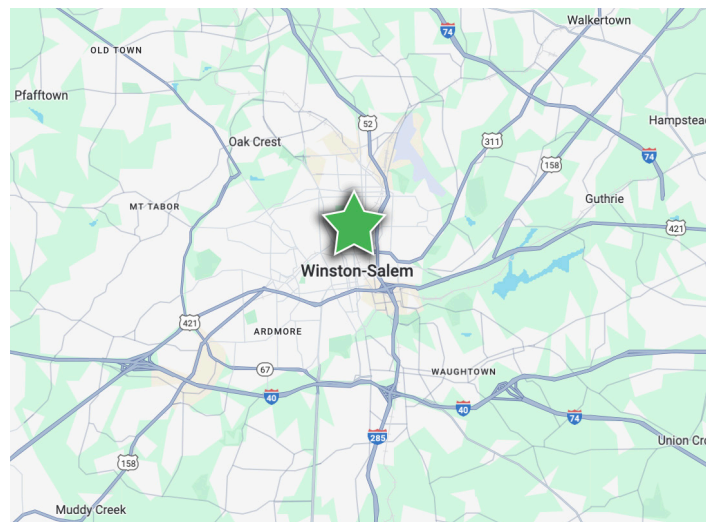 Walkertown
74
OLD TOWN
Pfafftown
52
Hampstead
Oak Crest
311
74
158
Guthrie
MT TABOR
421
Winston-Salem
421
ARDMORE
67
WAUGHTOWN
40
40
74
285
Union Cro
158
Muddy Creek